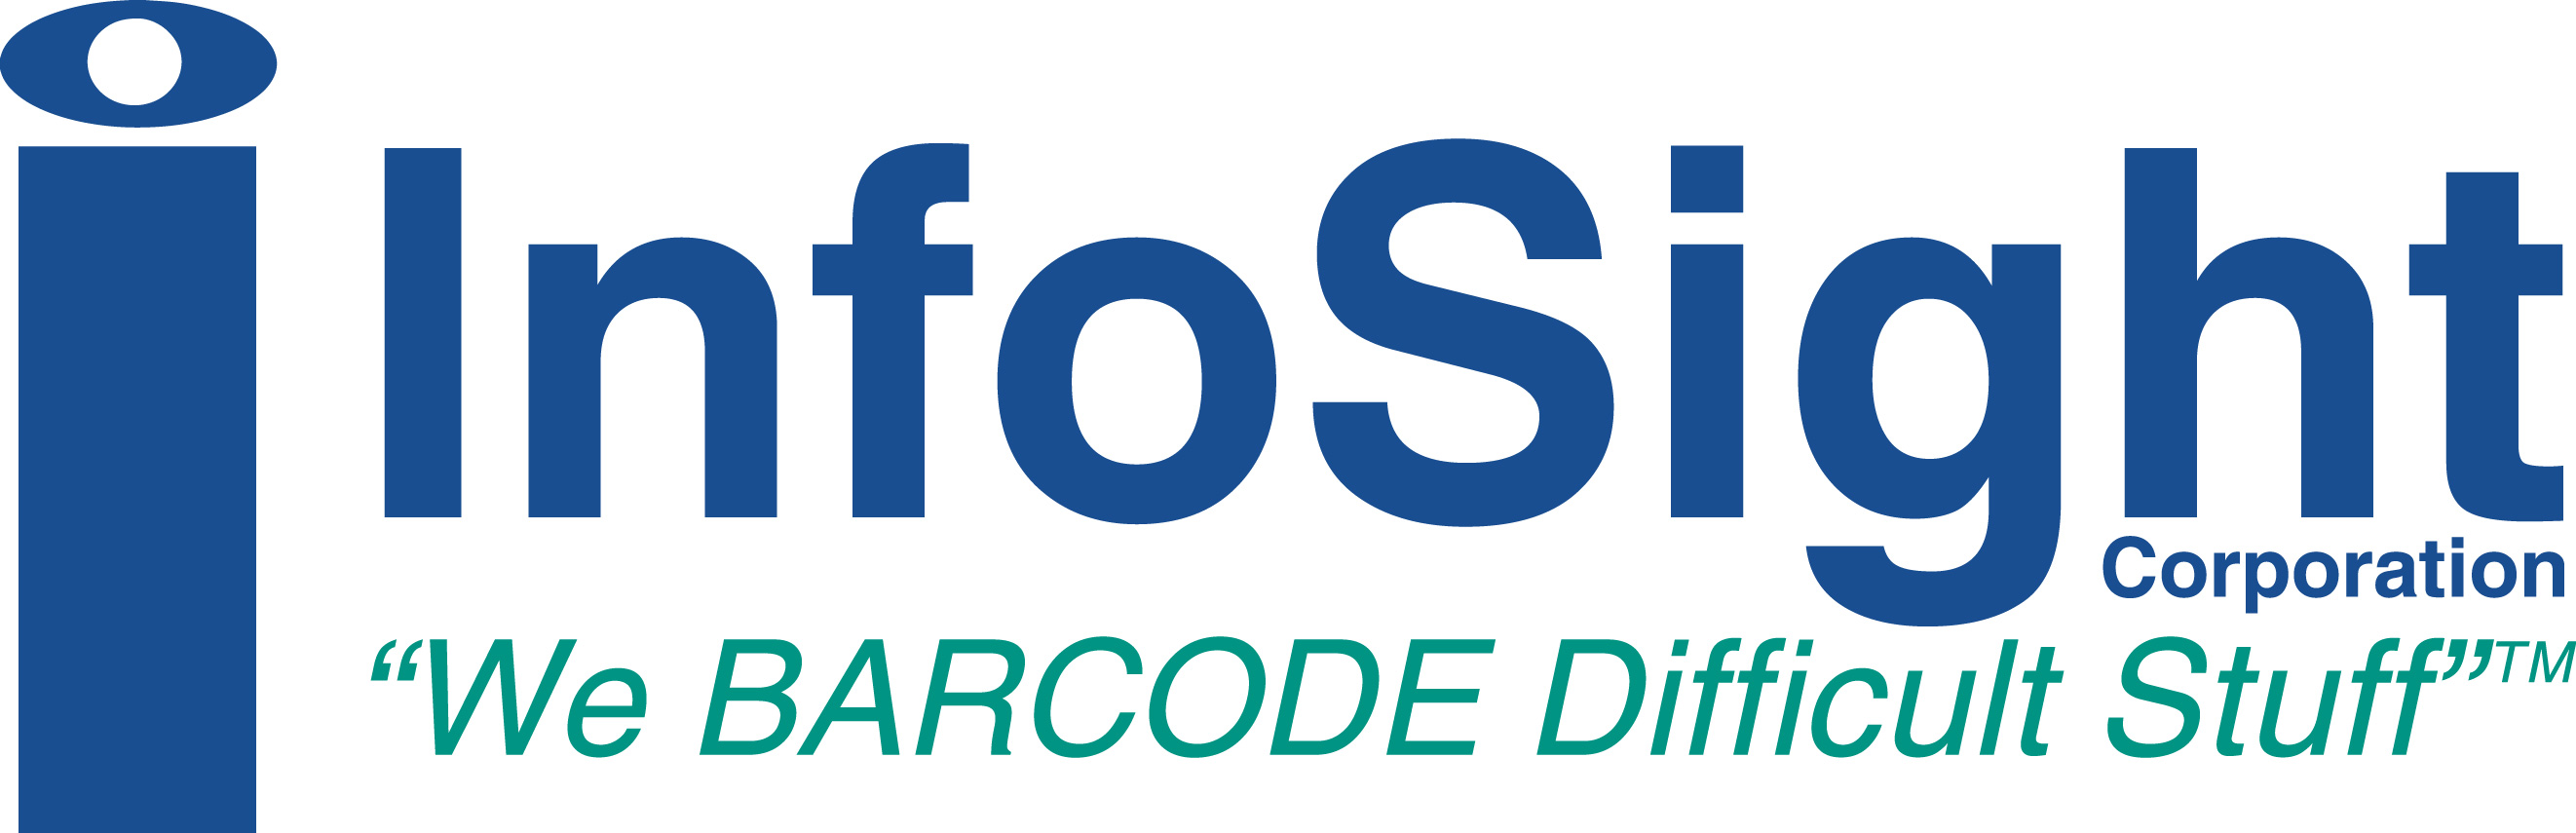 i InfoSight
Corporation
“We BARCODE Difficult Stuff”™